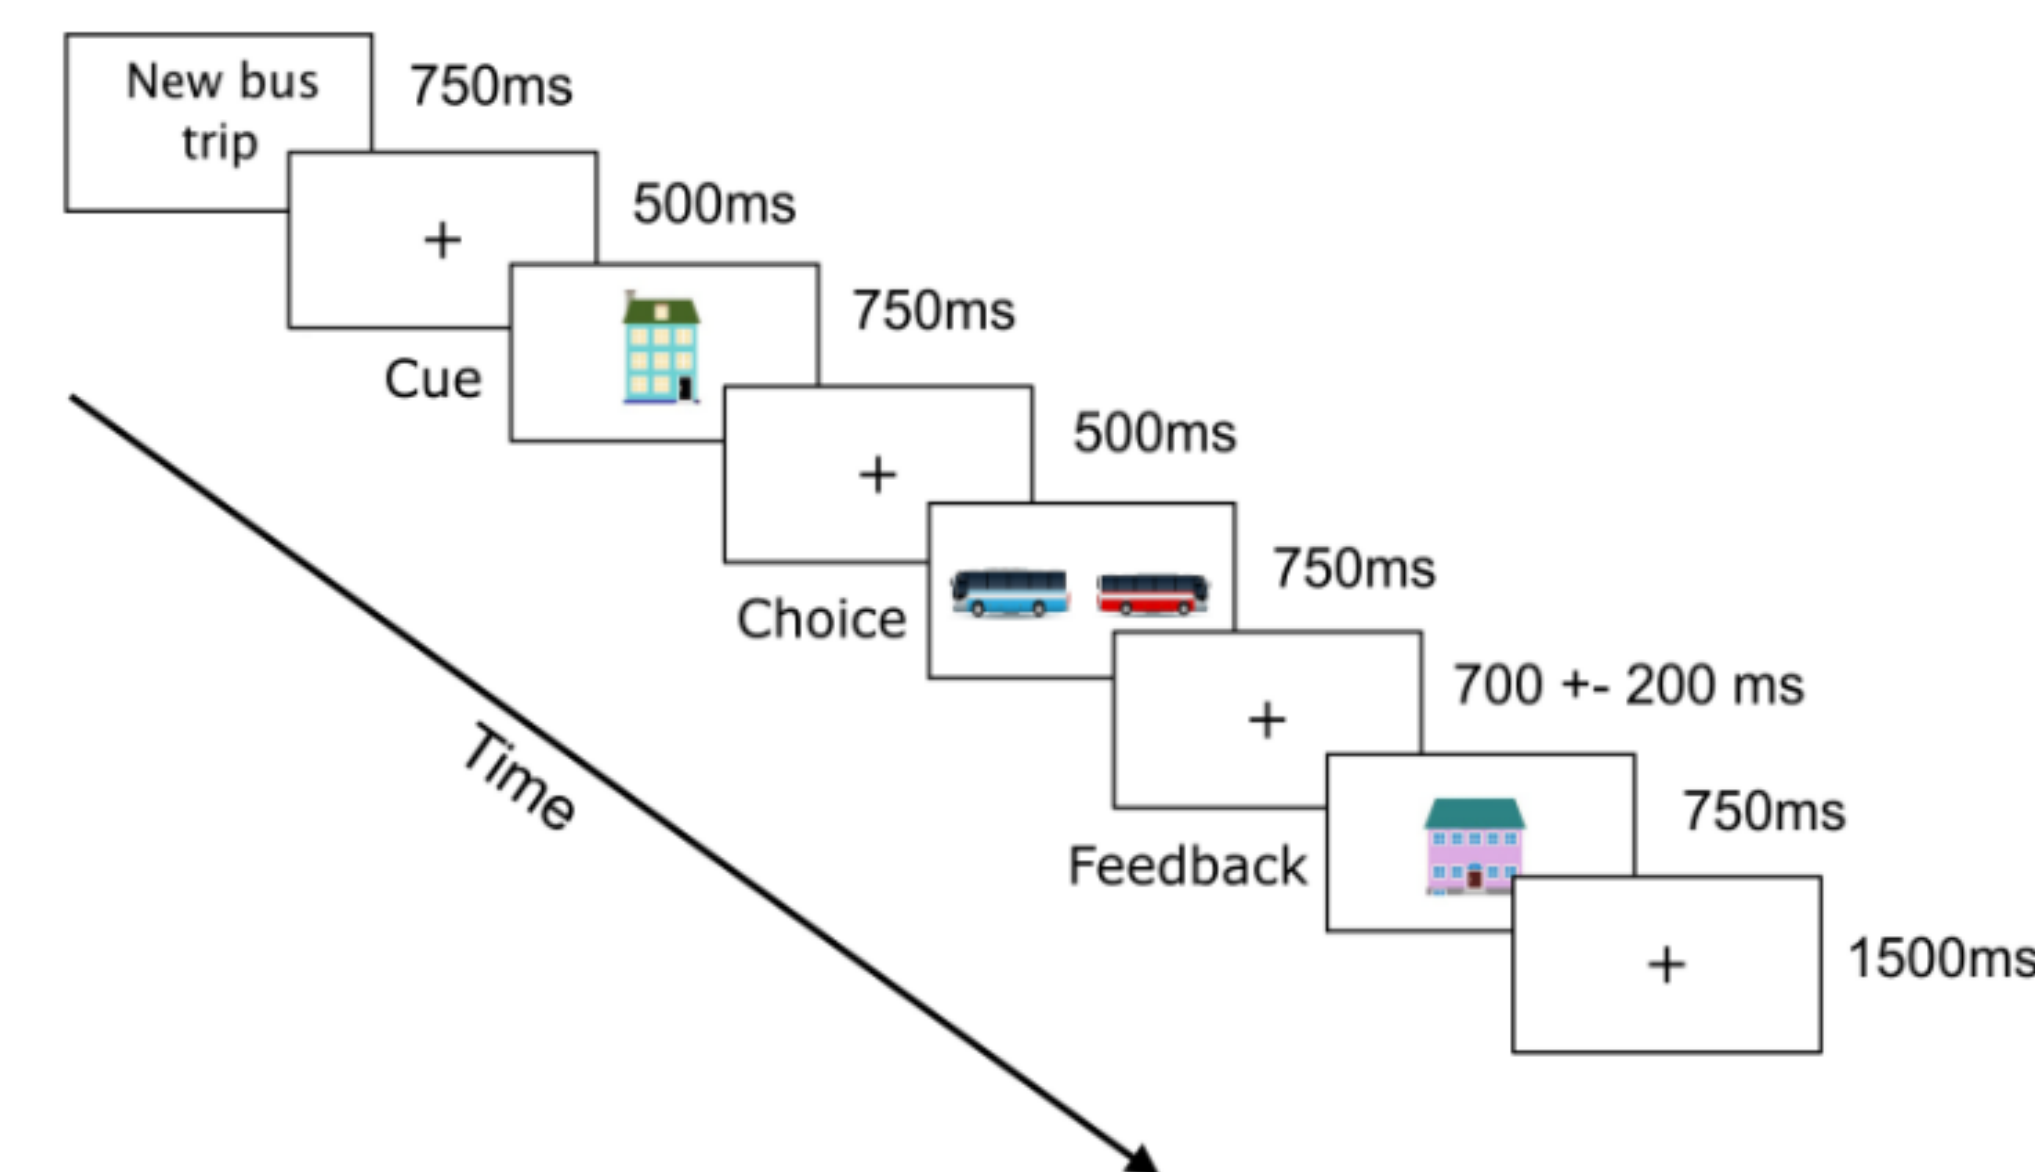 New bus
trip
750ms
+
500ms
Cue
750ms
+
500ms
Choice
750ms
+
700 +- 200 ms
Feedback
750ms
+
1500ms
Time